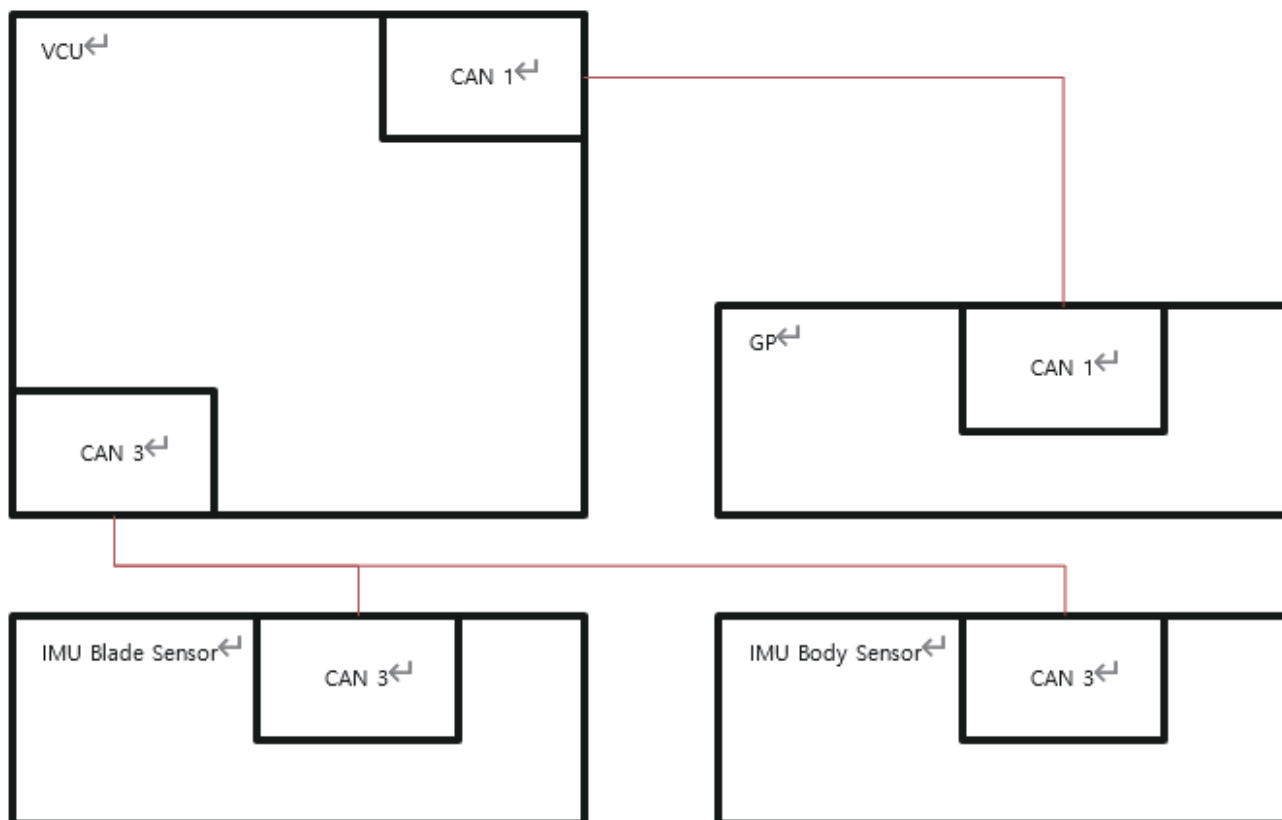 VCU
CAN 1
GP
CAN 1
CAN 3
IMU Blade Sensor
CAN 3
IMU Body Sensor
CAN 3